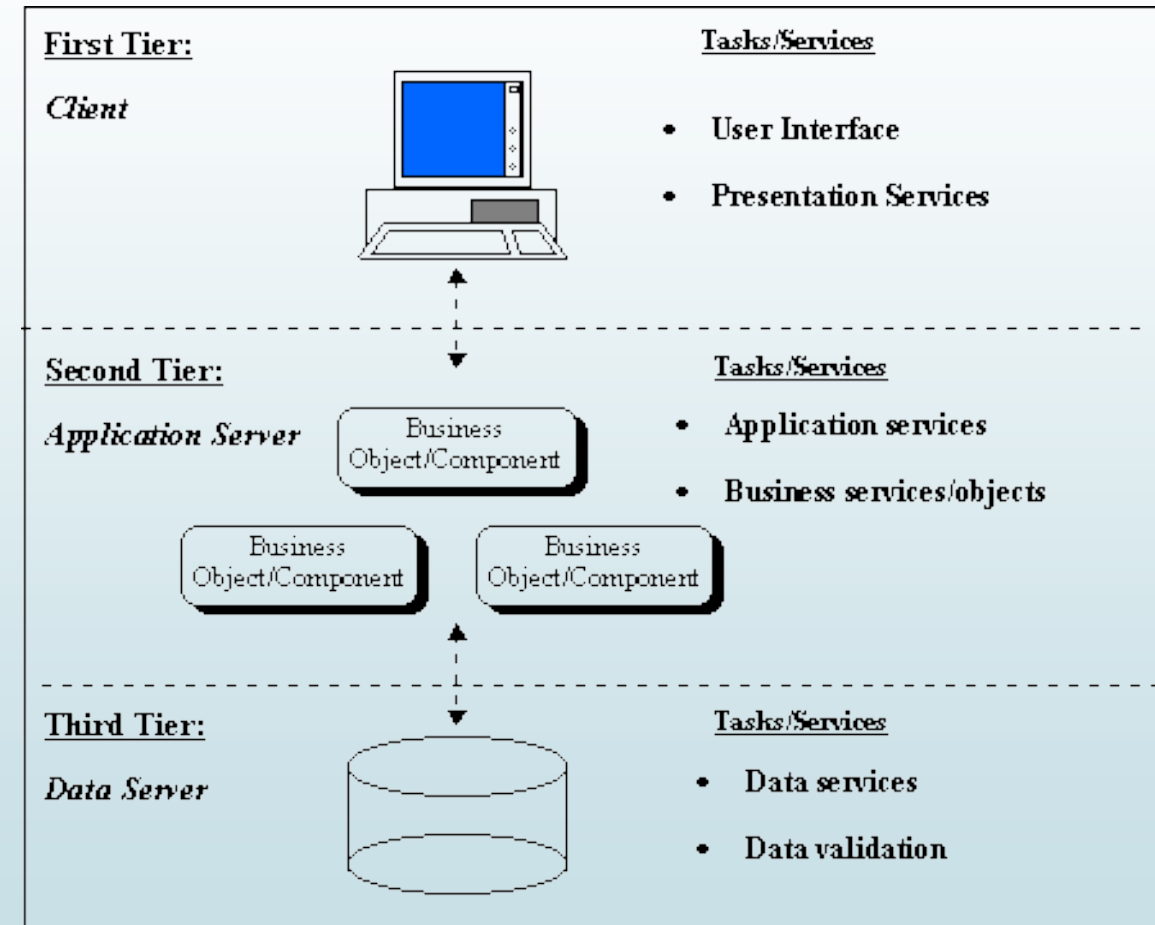 First Tier:
Tasks/Services
Client
• User Interface
• Presentation Services
Second Tier:
Tasks/Services
Application Server
Business
Object/Component
• Application services
• Business services/objects
Business
Object/Component
Business
Object/Component
Third Tier:
Tasks/Services
Data Server
• Data services
• Data validation